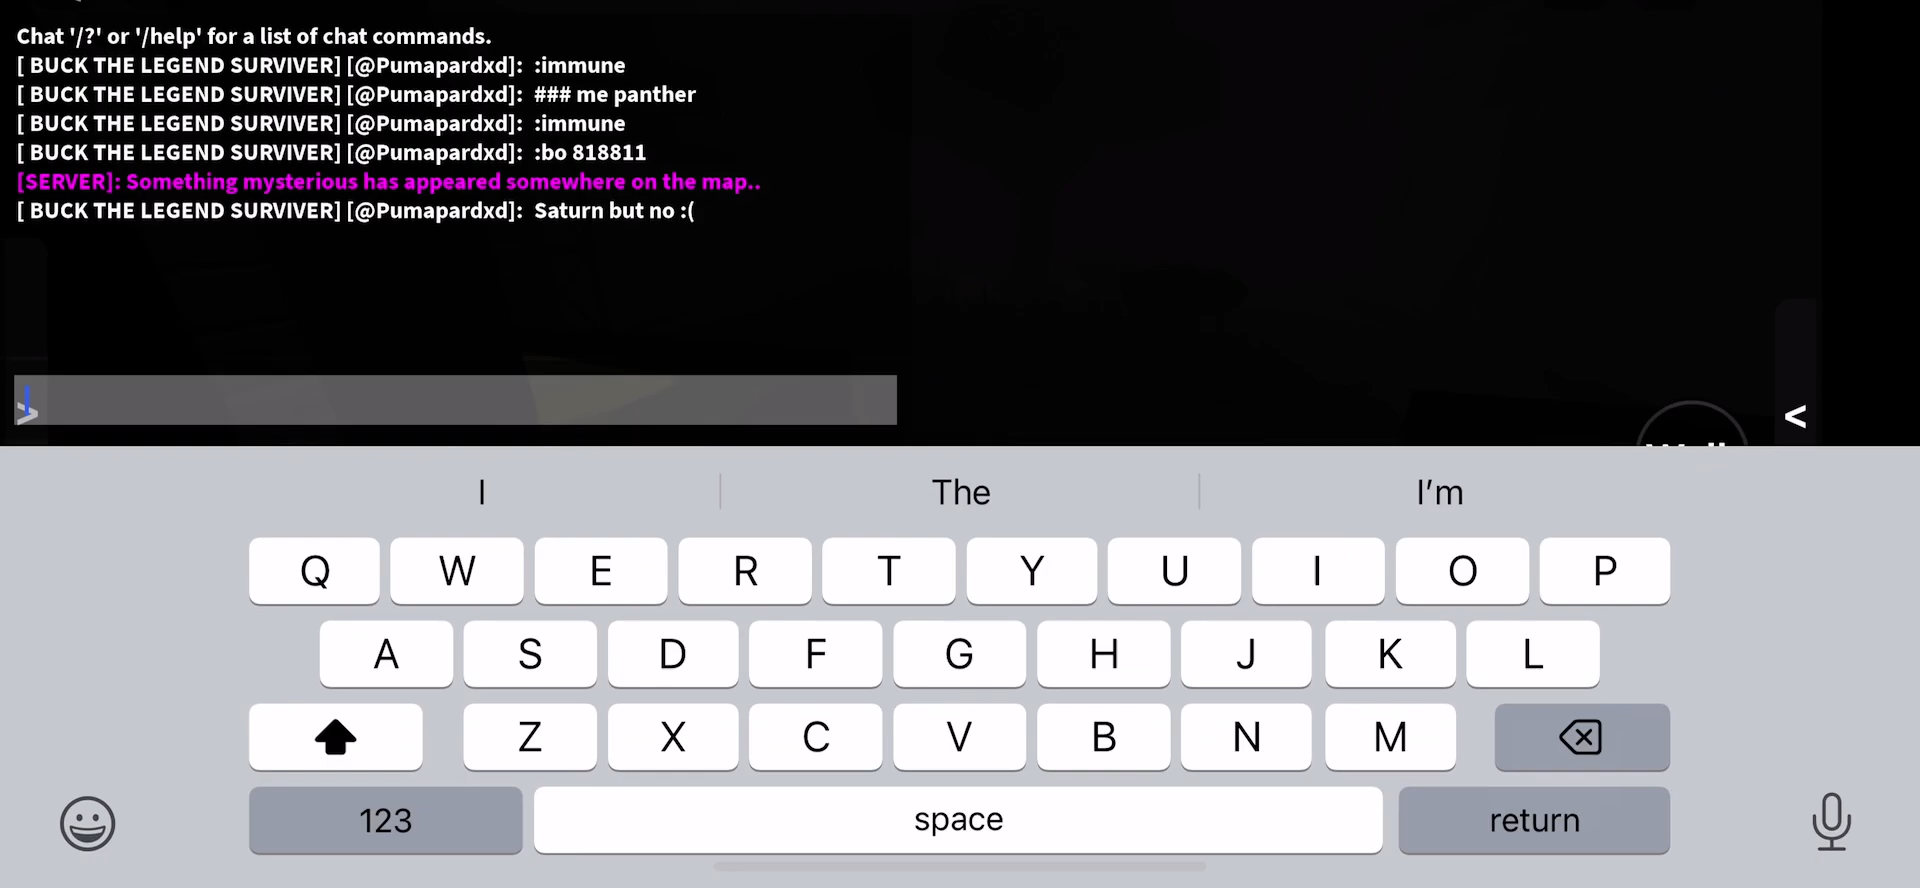 Chat '/?' or '/help' for a list of chat commands.
[ BUCK THE LEGEND SURVIVER] [@Pumapardxd]: :immune
[ BUCK THE LEGEND SURVIVER] [@Pumapardxd]: ### me panther
[ BUCK THE LEGEND SURVIVER] [@Pumapardxd]: :immune
[ BUCK THE LEGEND SURVIVER] [@Pumapardxd]: :bo 818811
[SERVER]: Something mysterious has appeared somewhere on the map..
[ BUCK THE LEGEND SURVIVER] [@Pumapardxd]: Saturn but no :(
>
<
I The I’m
Q W E R T Y U I O P
A S D F G H J K L
Z X C V B N M
123 space return